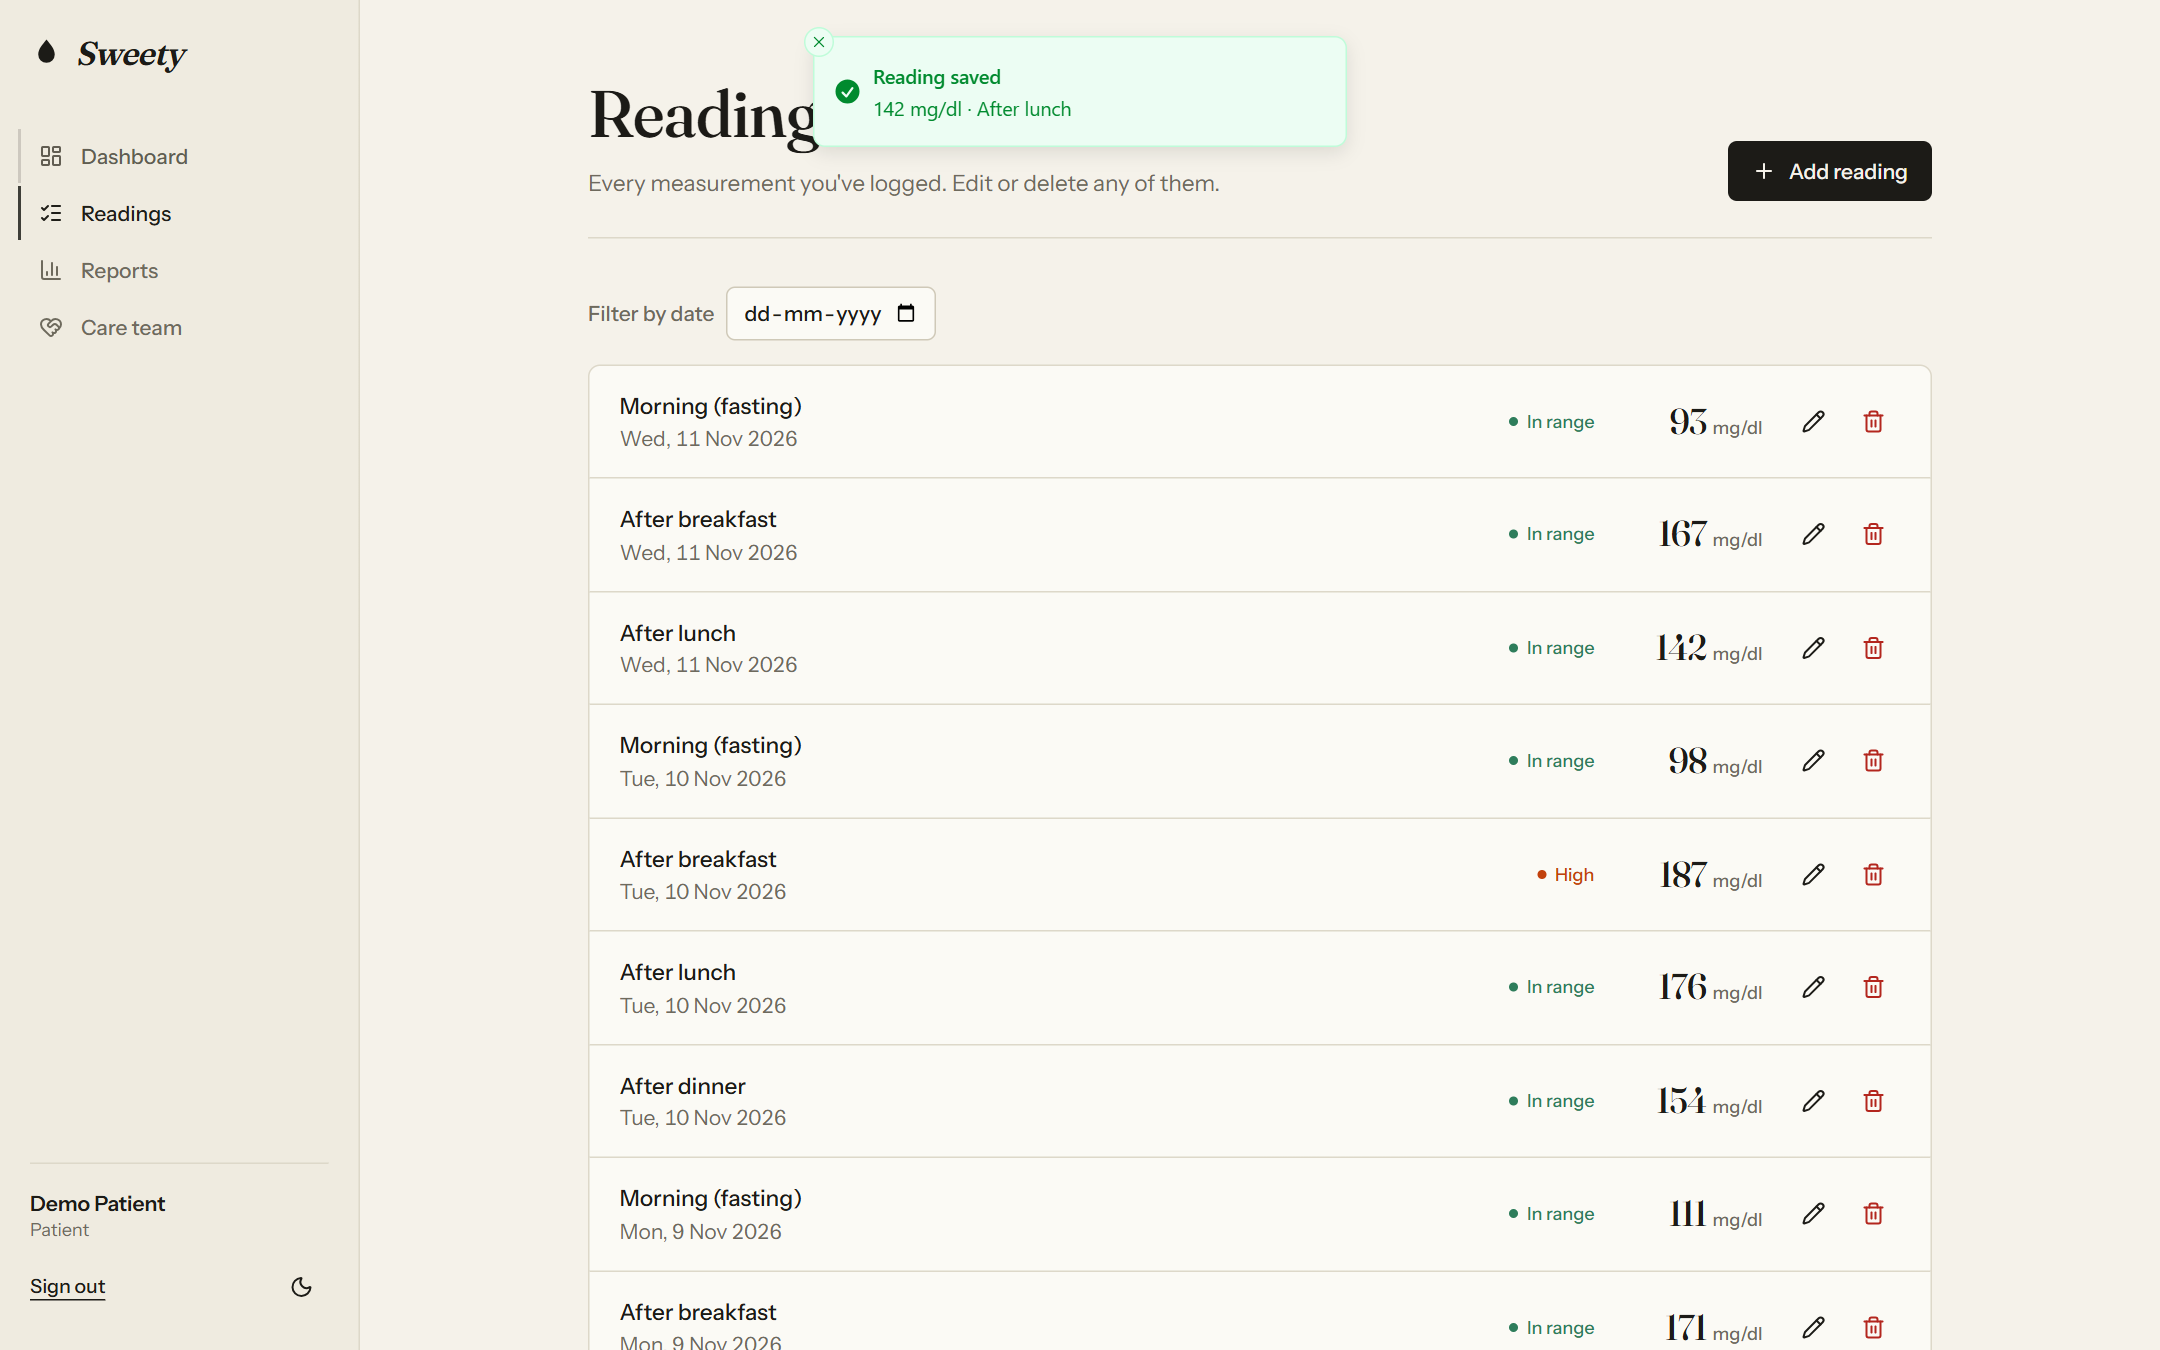 Sweety
Dashboard
Readings
Reports
Care team
Demo Patient
Patient
Sign out
Reading saved
142 mg/dl · After lunch
Reading
Every measurement you've logged. Edit or delete any of them.
Add reading
Filter by date
dd-mm-yyyy
Morning (fasting)
Wed, 11 Nov 2026
In range
93 mg/dl
After breakfast
Wed, 11 Nov 2026
In range
167 mg/dl
After lunch
Wed, 11 Nov 2026
In range
142 mg/dl
Morning (fasting)
Tue, 10 Nov 2026
In range
98 mg/dl
After breakfast
Tue, 10 Nov 2026
High
187 mg/dl
After lunch
Tue, 10 Nov 2026
In range
176 mg/dl
After dinner
Tue, 10 Nov 2026
In range
154 mg/dl
Morning (fasting)
Mon, 9 Nov 2026
In range
111 mg/dl
After breakfast
Mon, 9 Nov 2026
In range
171 mg/dl